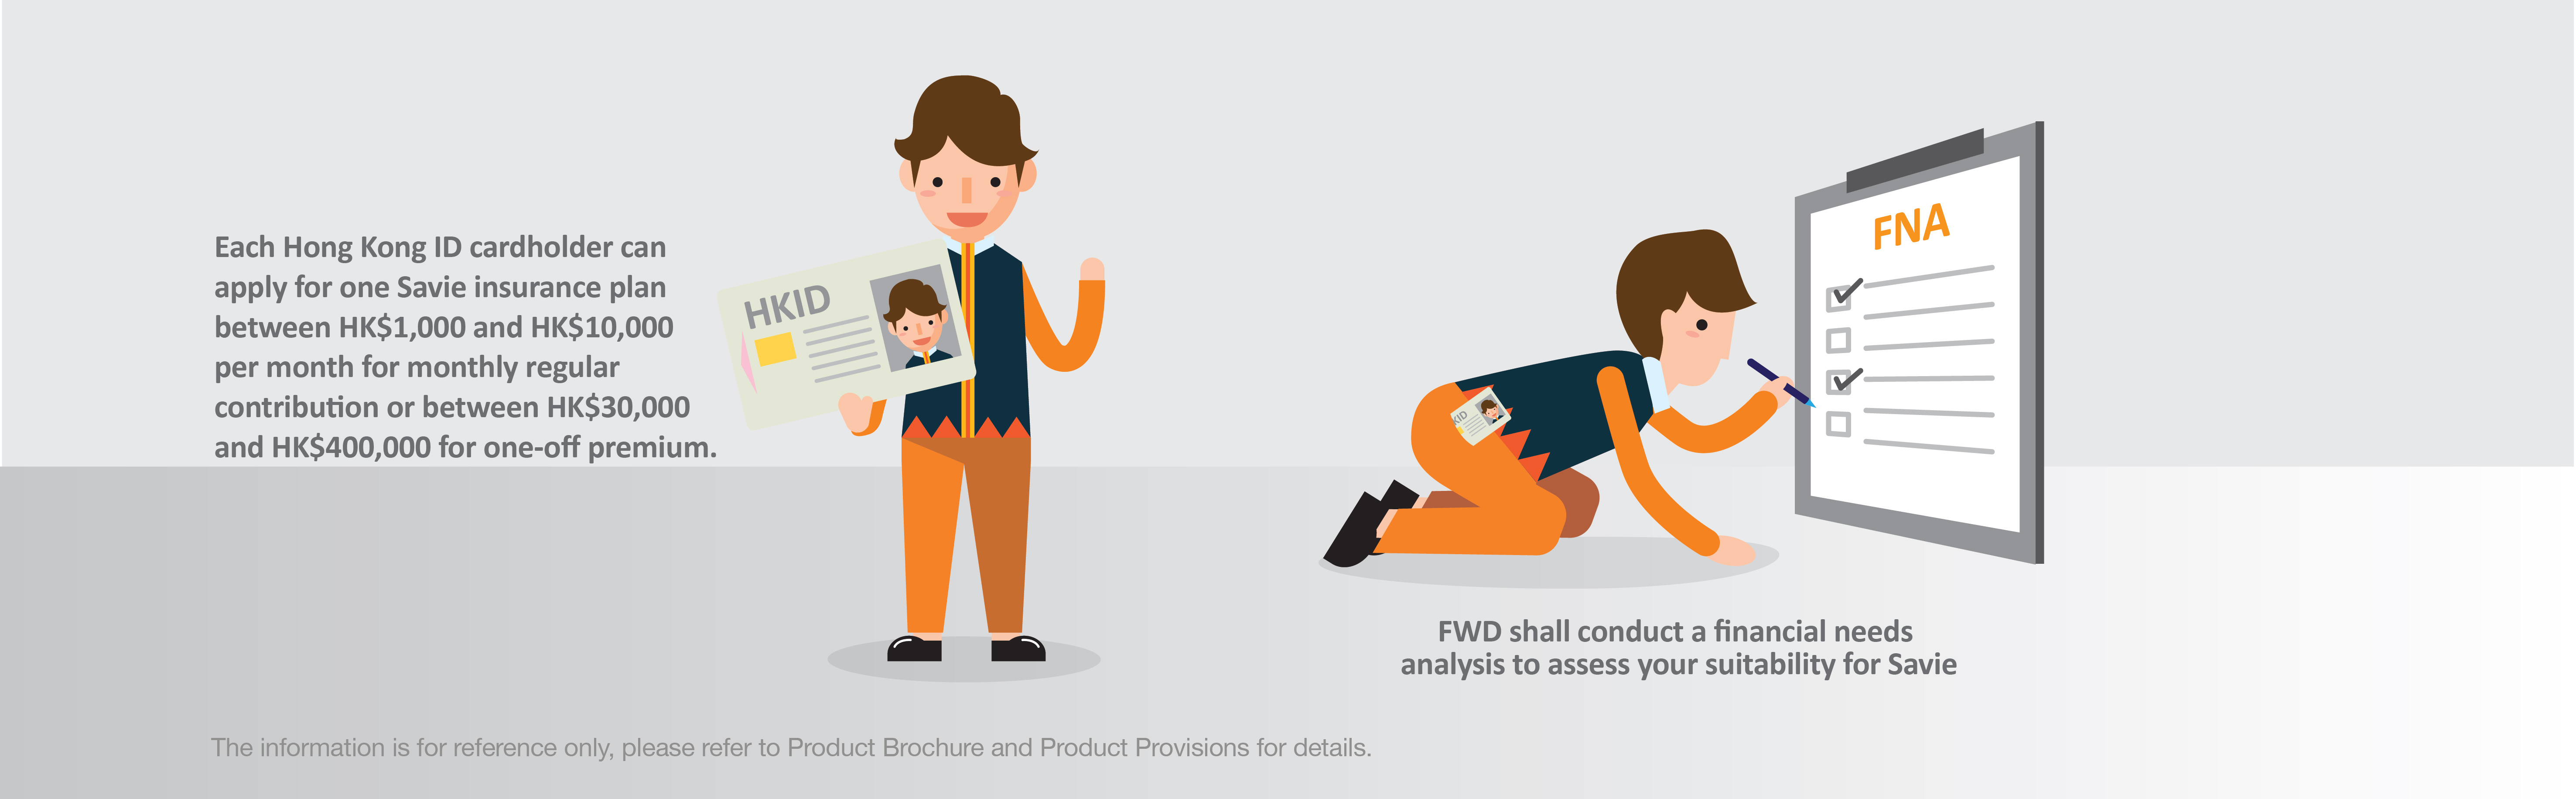 Each Hong Kong ID cardholder can
apply for one Savie insurance plan
between HK$1,000 and HK$10,000
per month for monthly regular
contribution or between HK$30,000
and HK$400,000 for one-off premium.
HKID
KID
FNA
FWD shall conduct a financial needs
analysis to assess your suitability for Savie
The information is for reference only, please refer to Product Brochure and Product Provisions for details.